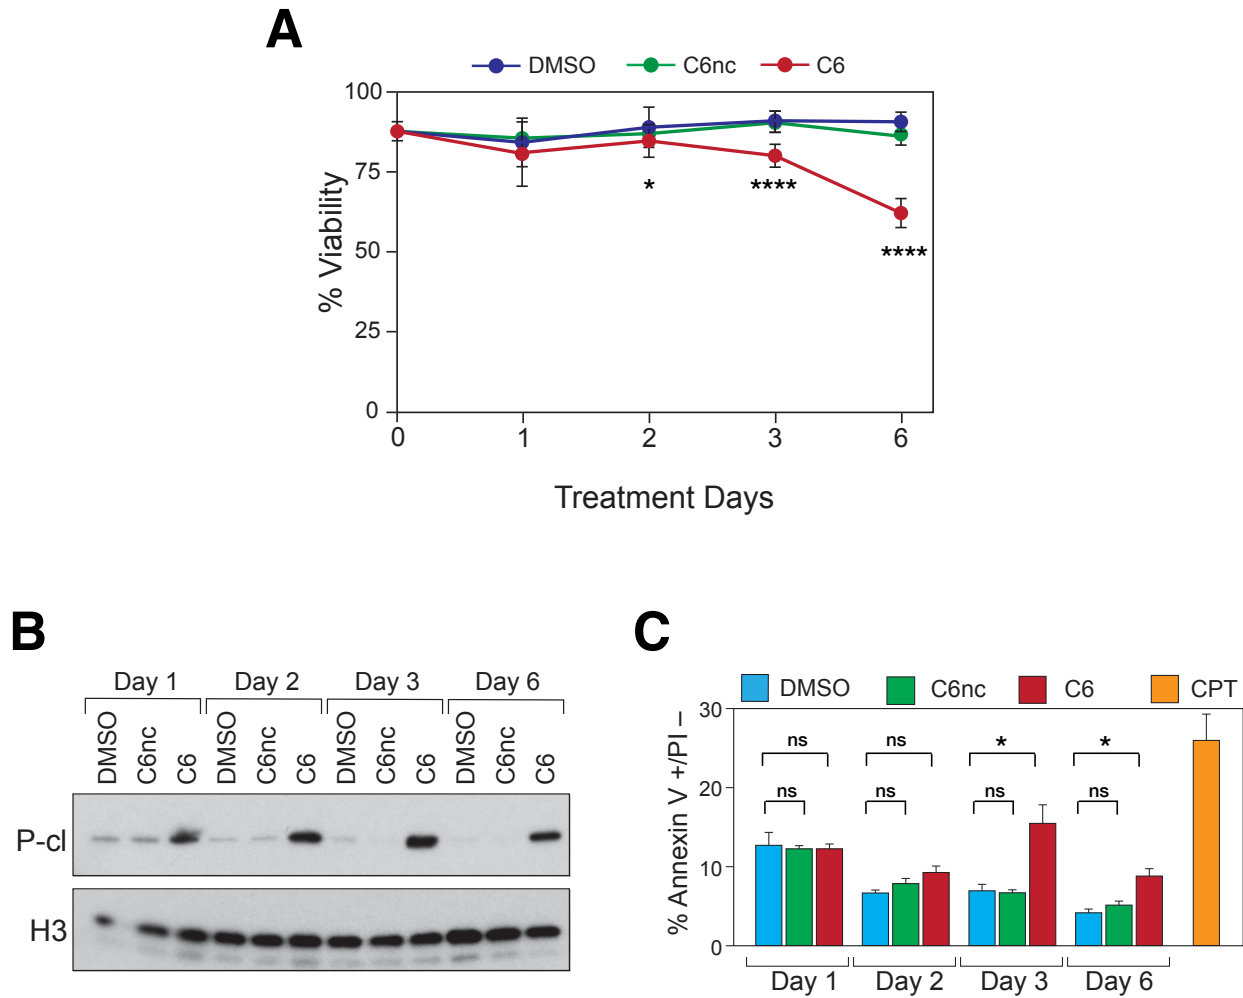 A
DMSO C6nc C6
100
75
50
25
0
% Viability
*
****
****
0 1 2 3 6
Treatment Days
B
Day 1 Day 2 Day 3 Day 6
DMSO C6nc C6 DMSO C6nc C6 DMSO C6nc C6 DMSO C6nc C6
P-cl
H3
C
DMSO C6nc C6 CPT
30
20
10
0
% Annexin V +/PI –
ns ns * *
ns ns ns ns
Day 1 Day 2 Day 3 Day 6